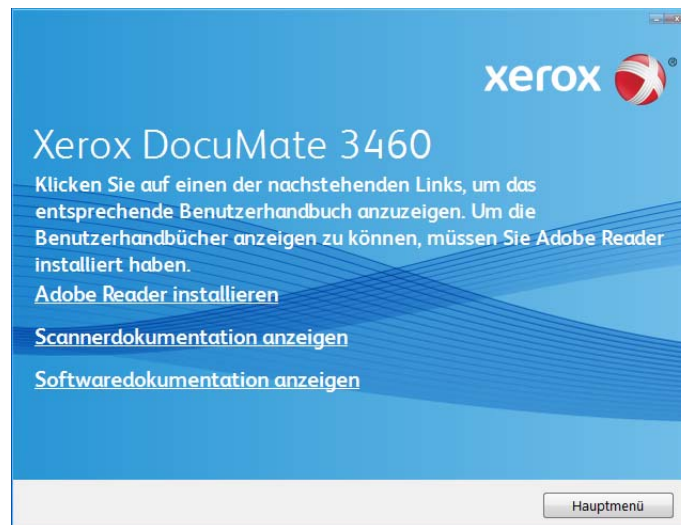 xerox
Xerox DocuMate 3460
Klicken Sie auf einen der nachstehenden Links, um das
entsprechende Benutzerhandbuch anzuzeigen. Um die
Benutzerhandbücher anzeigen zu können, müssen Sie Adobe Reader
installiert haben.
Adobe Reader installieren
Scannerdokumentation anzeigen
Softwaredokumentation anzeigen
Hauptmenü